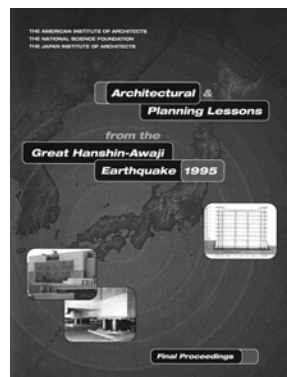 THE AMERICAN INSTITUTE OF ARCHITECTS
THE NATIONAL SCIENCE FOUNDATION
THE JAPAN INSTITUTE OF ARCHITECTS
Architectural &
Planning Lessons
from the
Great Hanshin-Awaji
Earthquake 1995
Final Proceedings